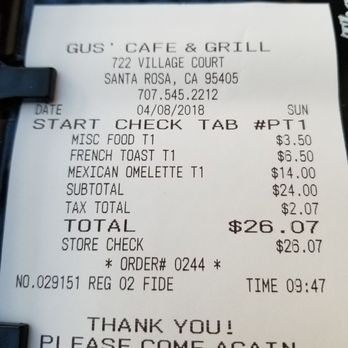 GUS' CAFE & GRILL
722 VILLAGE COURT
SANTA ROSA, CA 95405
707.545.2212
DATE 04/08/2018 SUN
START CHECK TAB #PT1
MISC FOOD T1 $3.50
FRENCH TOAST T1 $6.50
MEXICAN OMELETTE T1 $14.00
SUBTOTAL $24.00
TAX TOTAL $2.07
TOTAL $26.07
STORE CHECK $26.07
* ORDER# 0244 *
NO.029151 REG 02 FIDE TIME 09:47
THANK YOU!
PLEASE COME AGAIN